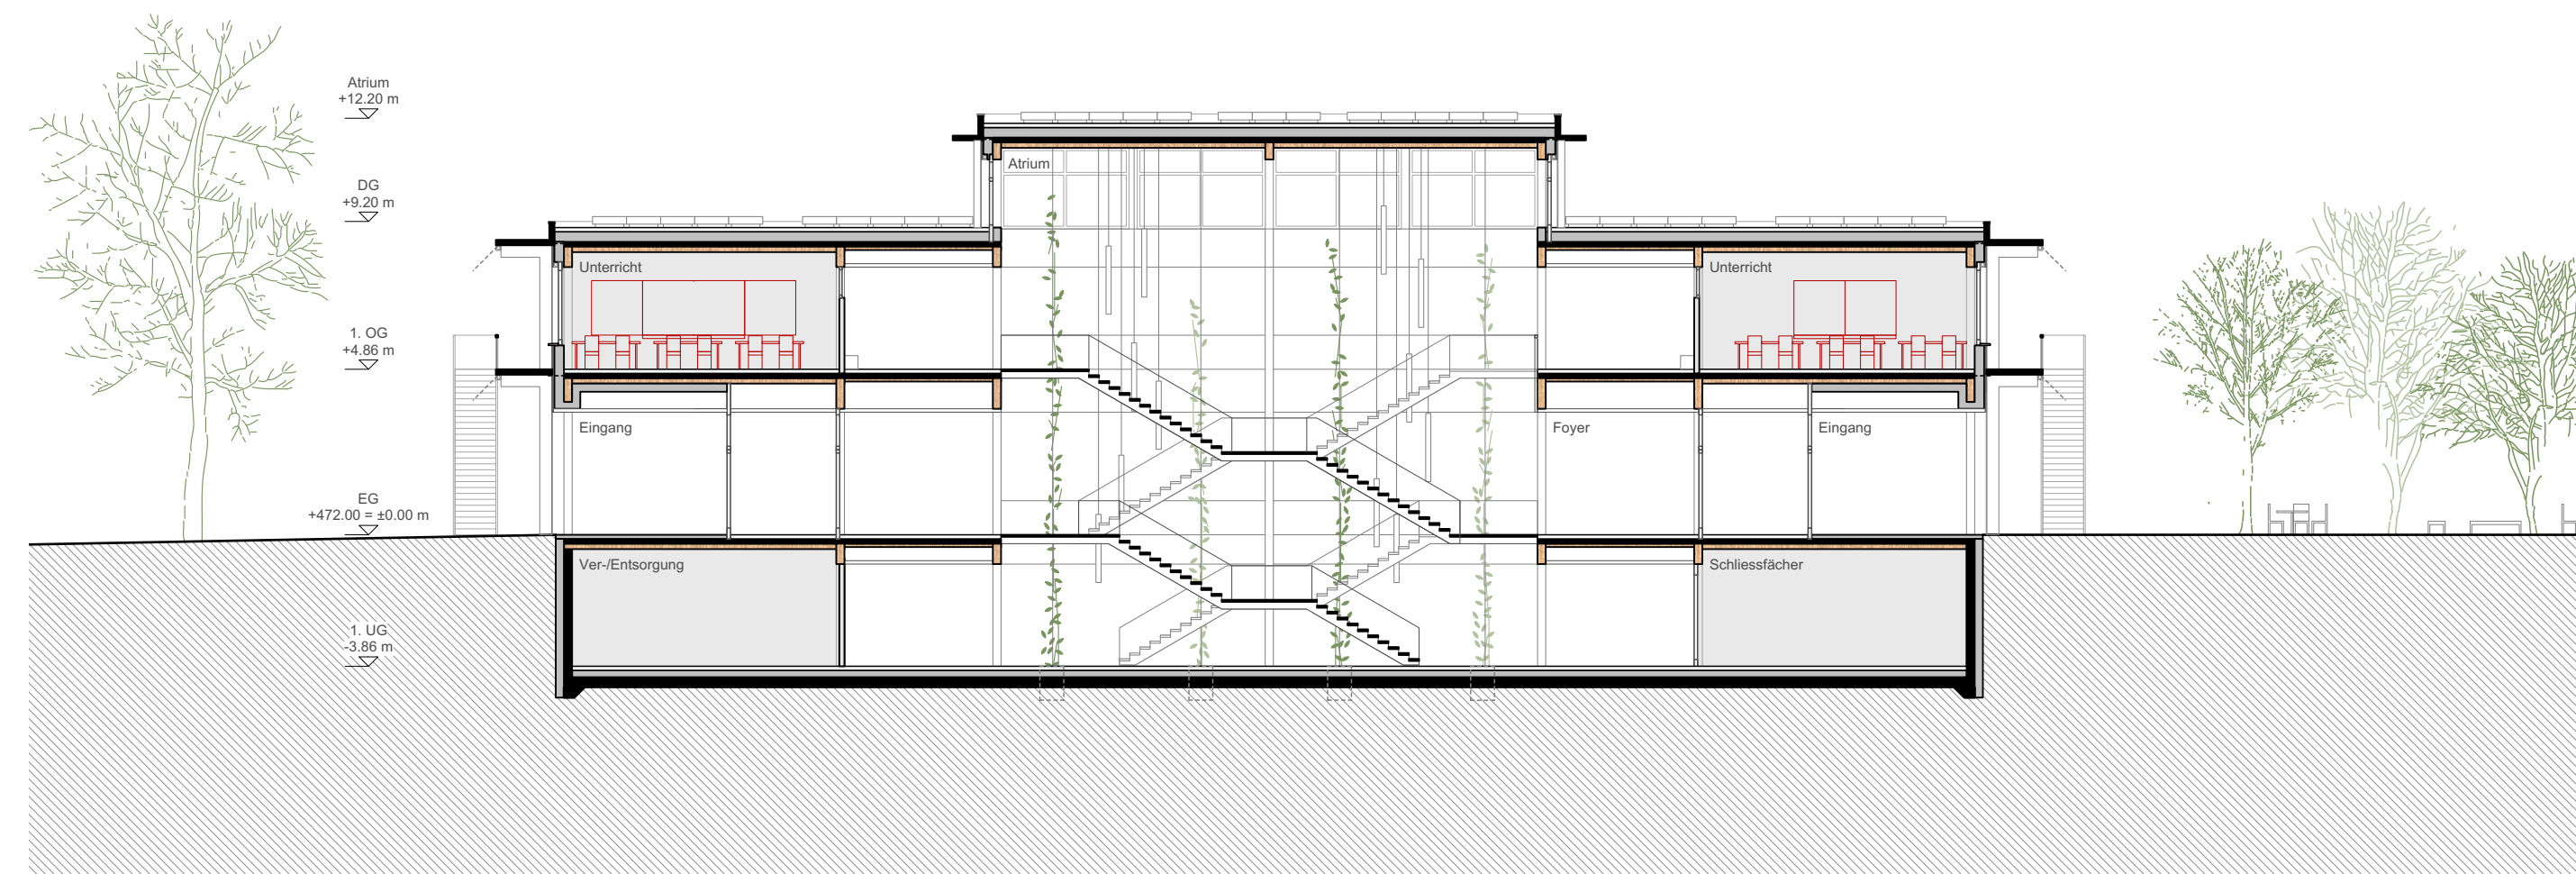 Atrium
+12.20 m
DG
+9.20 m
1. OG
+4.86 m
EG
+472.00 = ±0.00 m
1. UG
-3.86 m
Atrium
Unterricht
Unterricht
Eingang
Foyer
Eingang
Ver-/Entsorgung
Schliessfächer